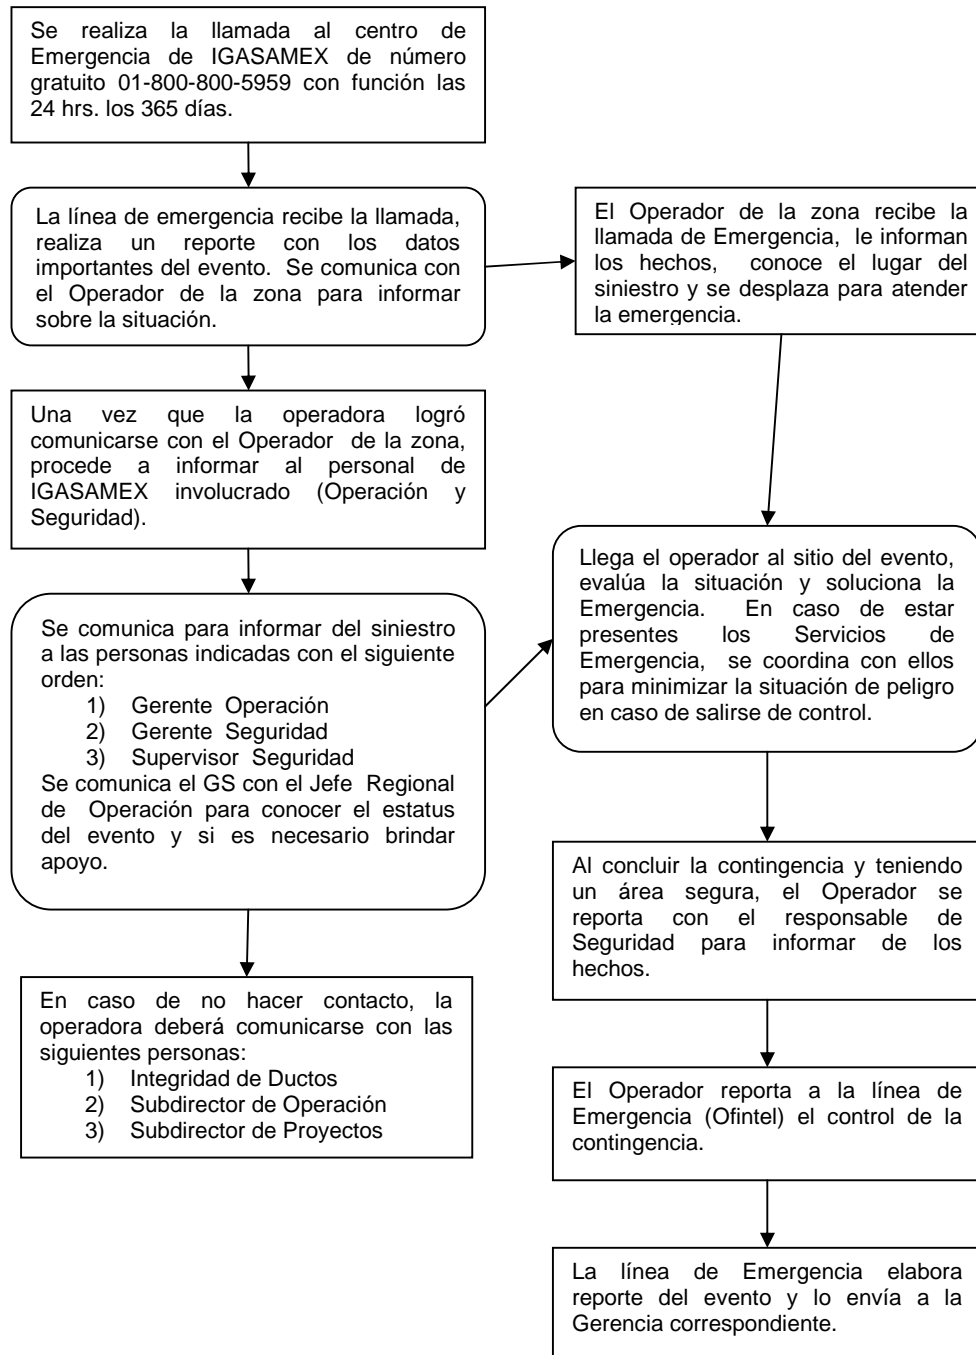 Se realiza la llamada al centro de
Emergencia de IGASAMEX de número
gratuito 01-800-800-5959 con función las
24 hrs. los 365 días.
La línea de emergencia recibe la llamada,
realiza un reporte con los datos
importantes del evento. Se comunica con
el Operador de la zona para informar
sobre la situación.
El Operador de la zona recibe la
llamada de Emergencia, le informan
los hechos, conoce el lugar del
siniestro y se desplaza para atender
la emergencia.
Una vez que la operadora logró
comunicarse con el Operador de la zona,
procede a informar al personal de
IGASAMEX involucrado (Operación y
Seguridad).
Se comunica para informar del siniestro
a las personas indicadas con el siguiente
orden:
1) Gerente Operación
2) Gerente Seguridad
3) Supervisor Seguridad
Se comunica el GS con el Jefe Regional
de Operación para conocer el estatus
del evento y si es necesario brindar
apoyo.
Llega el operador al sitio del evento,
evalúa la situación y soluciona la
Emergencia. En caso de estar
presentes los Servicios de
Emergencia, se coordina con ellos
para minimizar la situación de peligro
en caso de salirse de control.
En caso de no hacer contacto, la
operadora deberá comunicarse con las
siguientes personas:
1) Integridad de Ductos
2) Subdirector de Operación
3) Subdirector de Proyectos
Al concluir la contingencia y teniendo
un área segura, el Operador se
reporta con el responsable de
Seguridad para informar de los
hechos.
El Operador reporta a la línea de
Emergencia (Ofintel) el control de la
contingencia.
La línea de Emergencia elabora
reporte del evento y lo envía a la
Gerencia correspondiente.